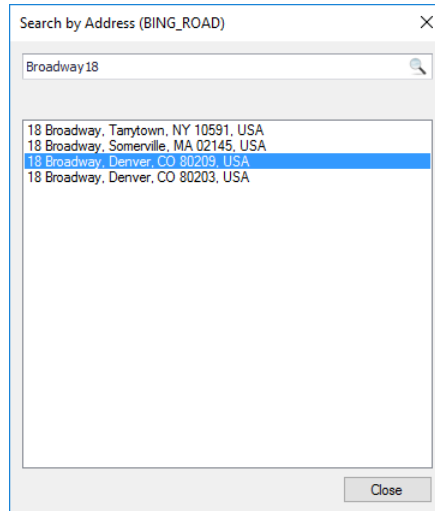 Search by Address (BING_ROAD)
Broadway18
18 Broadway, Tarrytown, NY 10591, USA
18 Broadway, Somerville, MA 02145, USA
18 Broadway, Denver, CO 80209, USA
18 Broadway, Denver, CO 80203, USA
Close